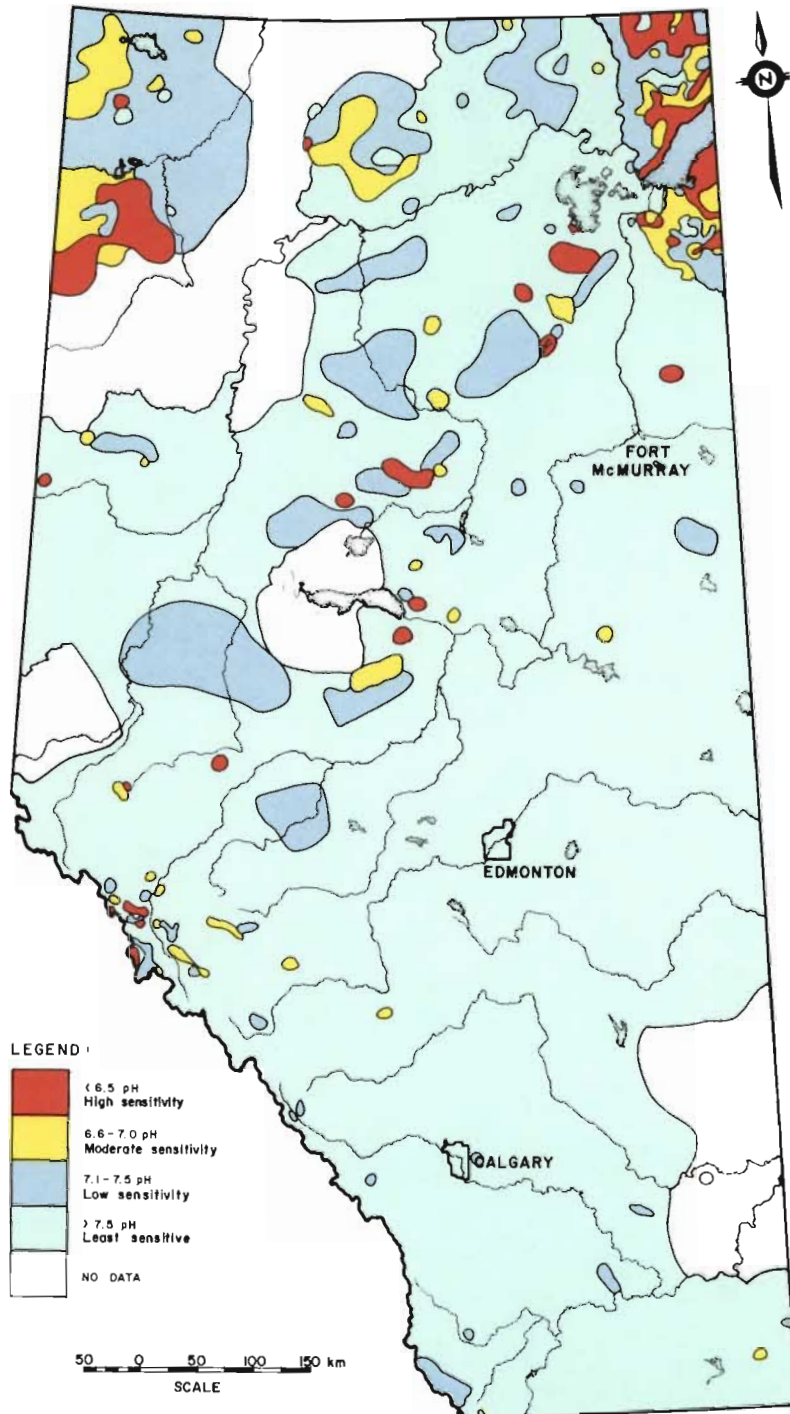 N
FORT
McMURRAY
EDMONTON
CALGARY
LEGEND
< 6.5 pH
High sensitivity
6.6 - 7.0 pH
Moderate sensitivity
7.1 - 7.5 pH
Low sensitivity
> 7.5 pH
Least sensitive
NO DATA
50 0 50 100 150 km
SCALE